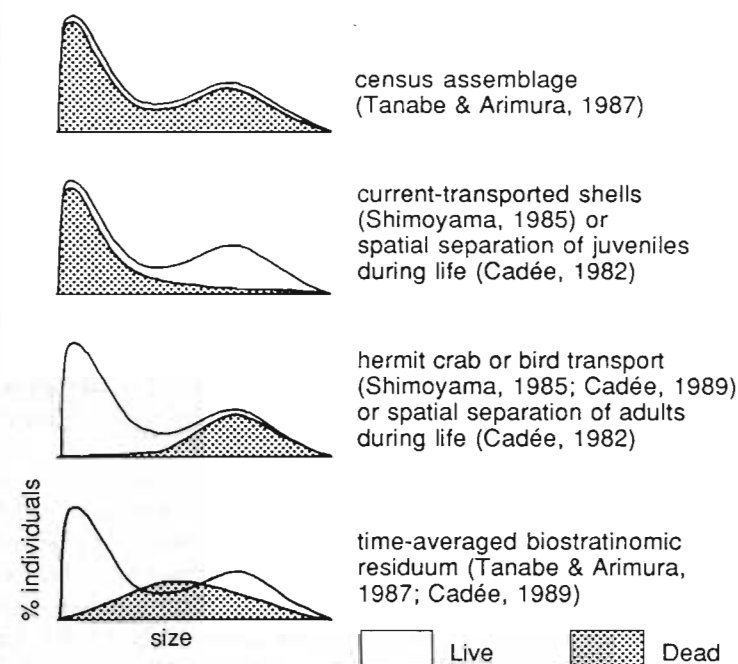 census assemblage
(Tanabe & Arimura, 1987)
current-transported shells
(Shimoyama, 1985) or
spatial separation of juveniles
during life (Cadée, 1982)
hermit crab or bird transport
(Shimoyama, 1985; Cadée, 1989)
or spatial separation of adults
during life (Cadée, 1982)
% individuals
time-averaged biostratinomic
residuum (Tanabe & Arimura,
1987; Cadée, 1989)
size
Live
Dead